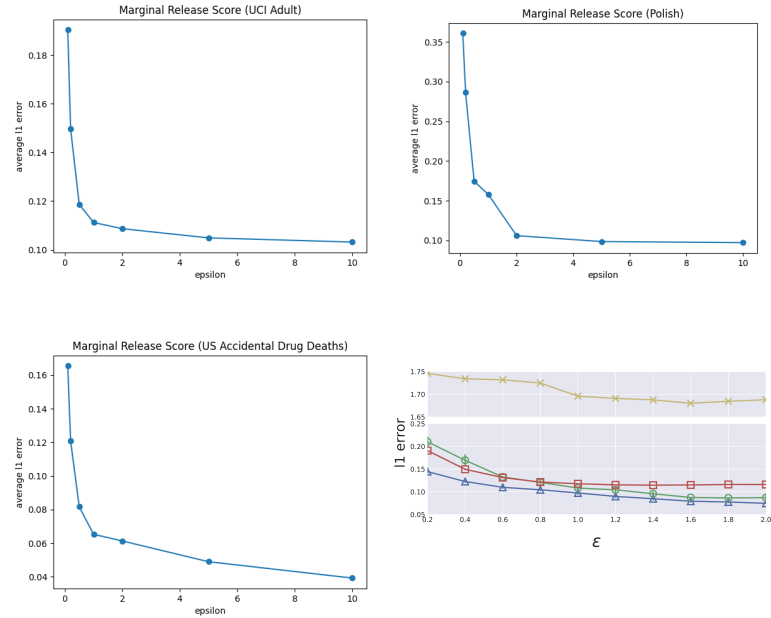 Marginal Release Score (UCI Adult)
average l1 error
0.18
0.16
0.14
0.12
0.10
0 2 4 6 8 10
epsilon
Marginal Release Score (Polish)
average l1 error
0.35
0.30
0.25
0.20
0.15
0.10
0 2 4 6 8 10
epsilon
Marginal Release Score (US Accidental Drug Deaths)
average l1 error
0.16
0.14
0.12
0.10
0.08
0.06
0.04
0 2 4 6 8 10
epsilon
l1 error
1.75
1.70
1.65
0.25
0.20
0.15
0.10
0.05
0.2 0.4 0.6 0.8 1.0 1.2 1.4 1.6 1.8 2.0
ε